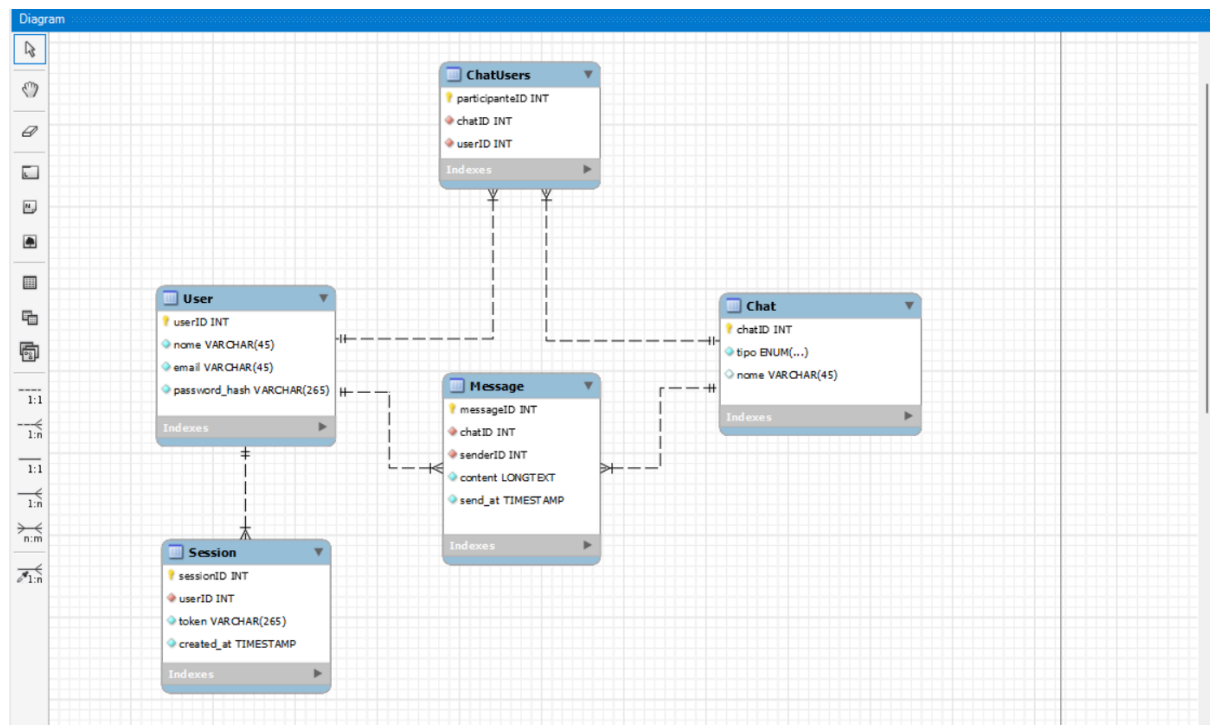 Diagram
ChatUsers
participanteID INT
chatID INT
userID INT
Indexes
User
userID INT
nome VARCHAR(45)
email VARCHAR(45)
password_hash VARCHAR(265)
Indexes
Chat
chatID INT
tipo ENUM(...)
nome VARCHAR(45)
Indexes
Message
messageID INT
chatID INT
senderID INT
content LONGTEXT
send_at TIMESTAMP
Indexes
Session
sessionID INT
userID INT
token VARCHAR(265)
created_at TIMESTAMP
Indexes
1:1
1:n
1:1
1:n
n:m
1:n